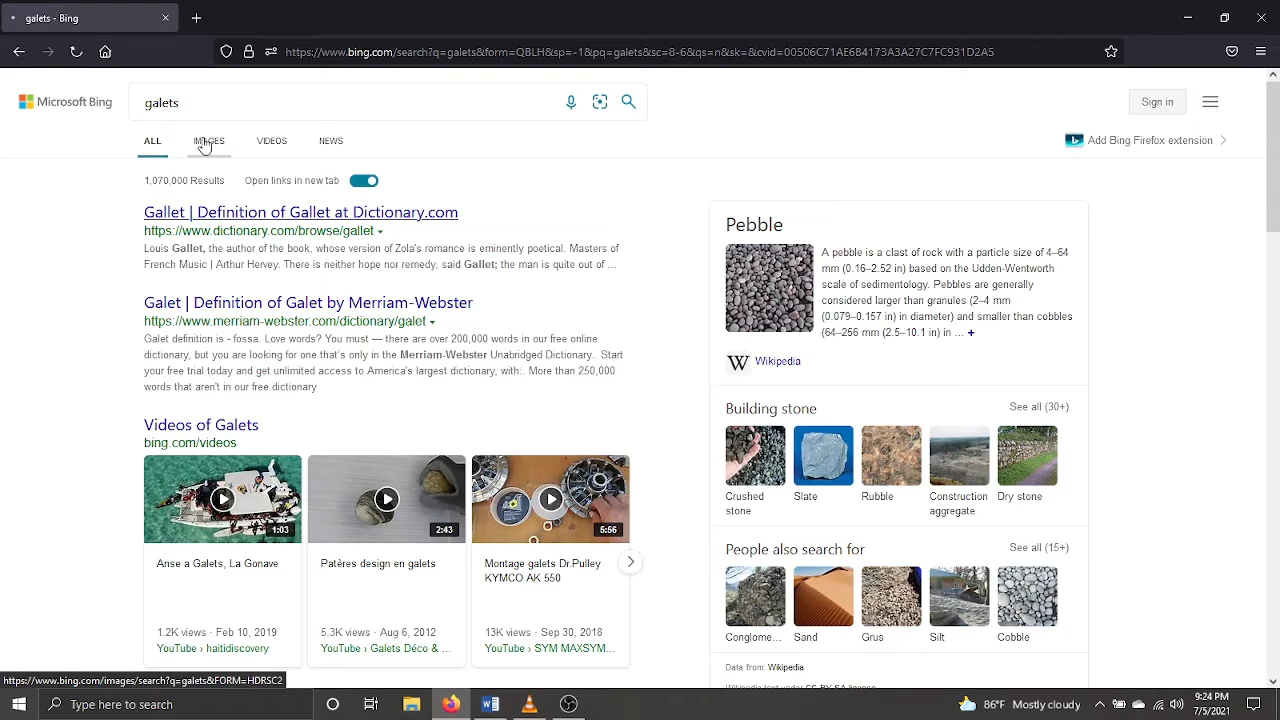 galets - Bing
https://www.bing.com/search?q=galets&form=QBLH&sp=-1&pq=galets&sc=8-6&qs=n&sk=&cvid=00506C71AE6B4173A3A27C7FC931D2A5
Microsoft Bing
galets
Sign in
ALL IMAGES VIDEOS NEWS
Add Bing Firefox extension
1,070,000 Results Open links in new tab
Gallet | Definition of Gallet at Dictionary.com
https://www.dictionary.com/browse/gallet
Louis Gallet, the author of the book, whose version of Zola's romance is eminently poetical. Masters of
French Music | Arthur Hervey. There is neither hope nor remedy, said Gallet; the man is quite out of ...
Galet | Definition of Galet by Merriam-Webster
https://www.merriam-webster.com/dictionary/galet
Galet definition is - fossa. Love words? You must — there are over 200,000 words in our free online
dictionary, but you are looking for one that's only in the Merriam-Webster Unabridged Dictionary.. Start
your free trial today and get unlimited access to America's largest dictionary, with:. More than 250,000
words that aren't in our free dictionary
Videos of Galets
bing.com/videos
1:03
2:43
5:56
Anse a Galets, La Gonave
1.2K views · Feb 10, 2019
YouTube › haitidiscovery
Patères design en galets
5.3K views · Aug 6, 2012
YouTube › Galets Déco & ...
Montage galets Dr.Pulley
KYMCO AK 550
13K views · Sep 30, 2018
YouTube › SYM MAXSYM...
Pebble
A pebble is a clast of rock with a particle size of 4–64
mm (0.16–2.52 in) based on the Udden-Wentworth
scale of sedimentology. Pebbles are generally
considered larger than granules (2–4 mm
(0.079–0.157 in) in diameter) and smaller than cobbles
(64–256 mm (2.5–10.1 in) in ... +
W Wikipedia
Building stone See all (30+)
Crushed
stone
Slate
Rubble
Construction
aggregate
Dry stone
People also search for See all (15+)
Conglome...
Sand
Grus
Silt
Cobble
Data from: Wikipedia
Wikipedia text under CC-BY-SA license
https://www.bing.com/images/search?q=galets&FORM=HDRSC2
Type here to search
86°F Mostly cloudy
9:24 PM
7/5/2021